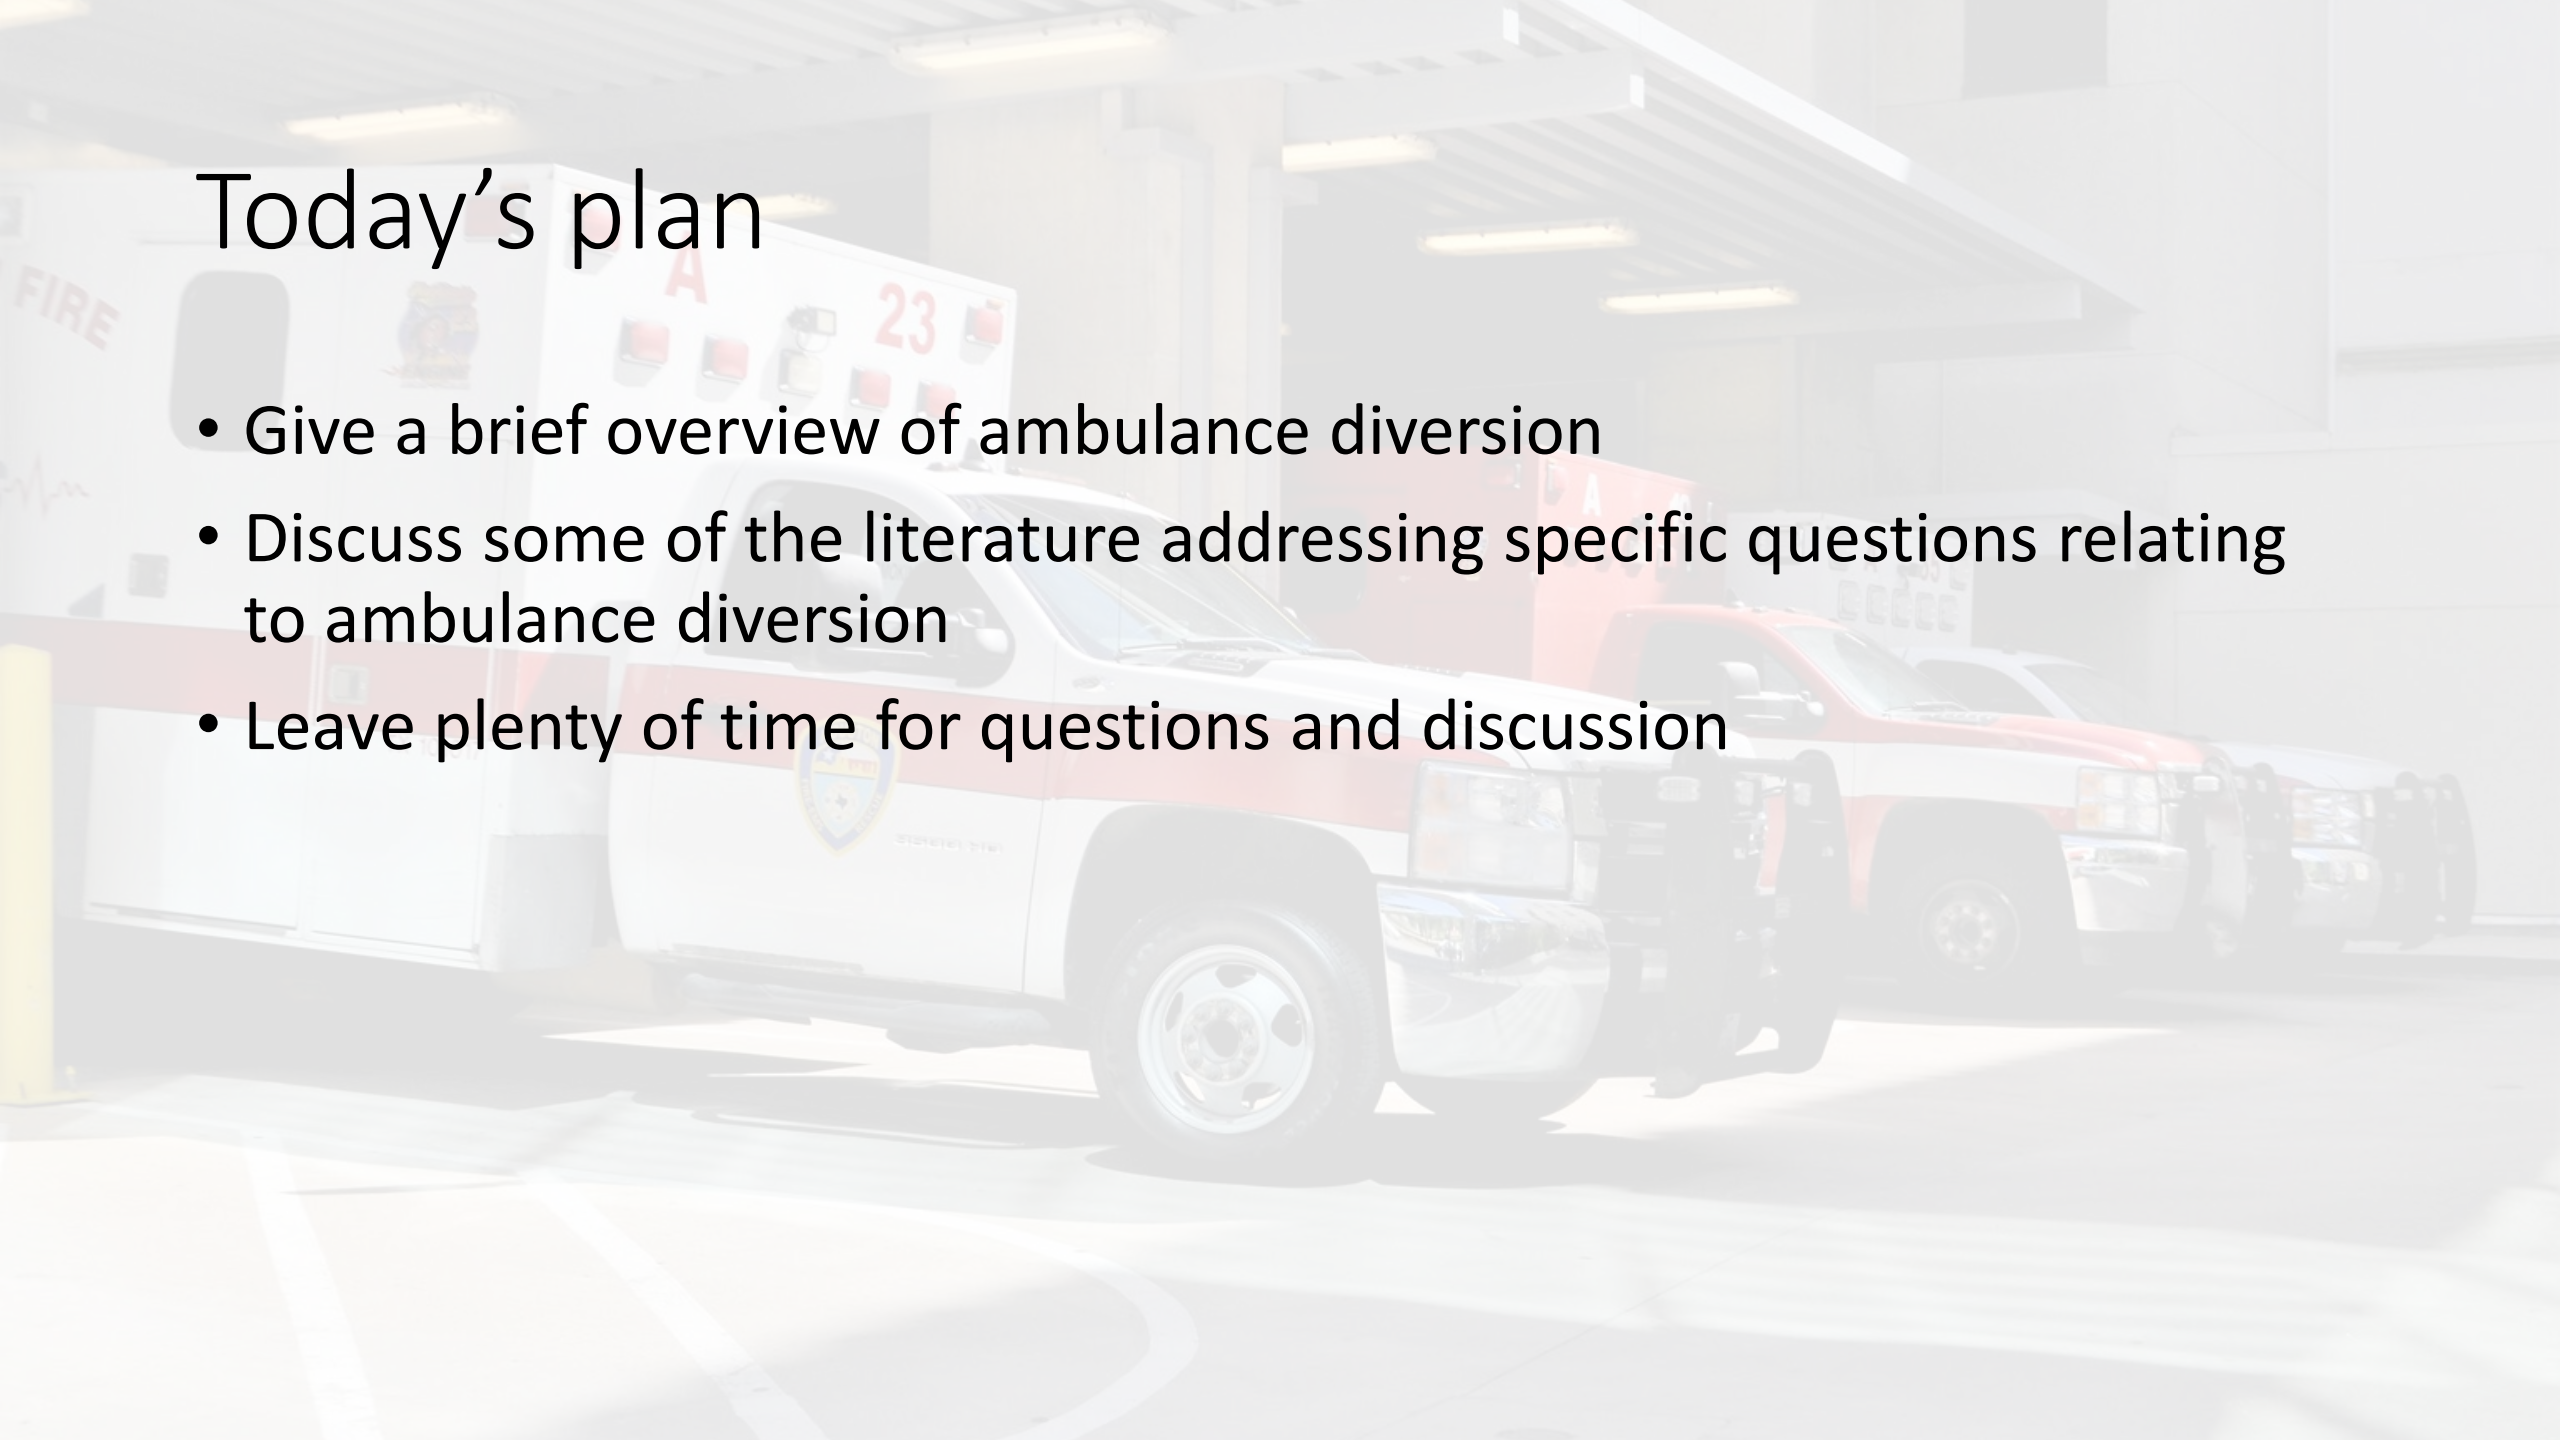 Today’s plan
FIRE
A
23
• Give a brief overview of ambulance diversion
A
• Discuss some of the literature addressing specific questions relating
to ambulance diversion
• Leave plenty of time for questions and discussion